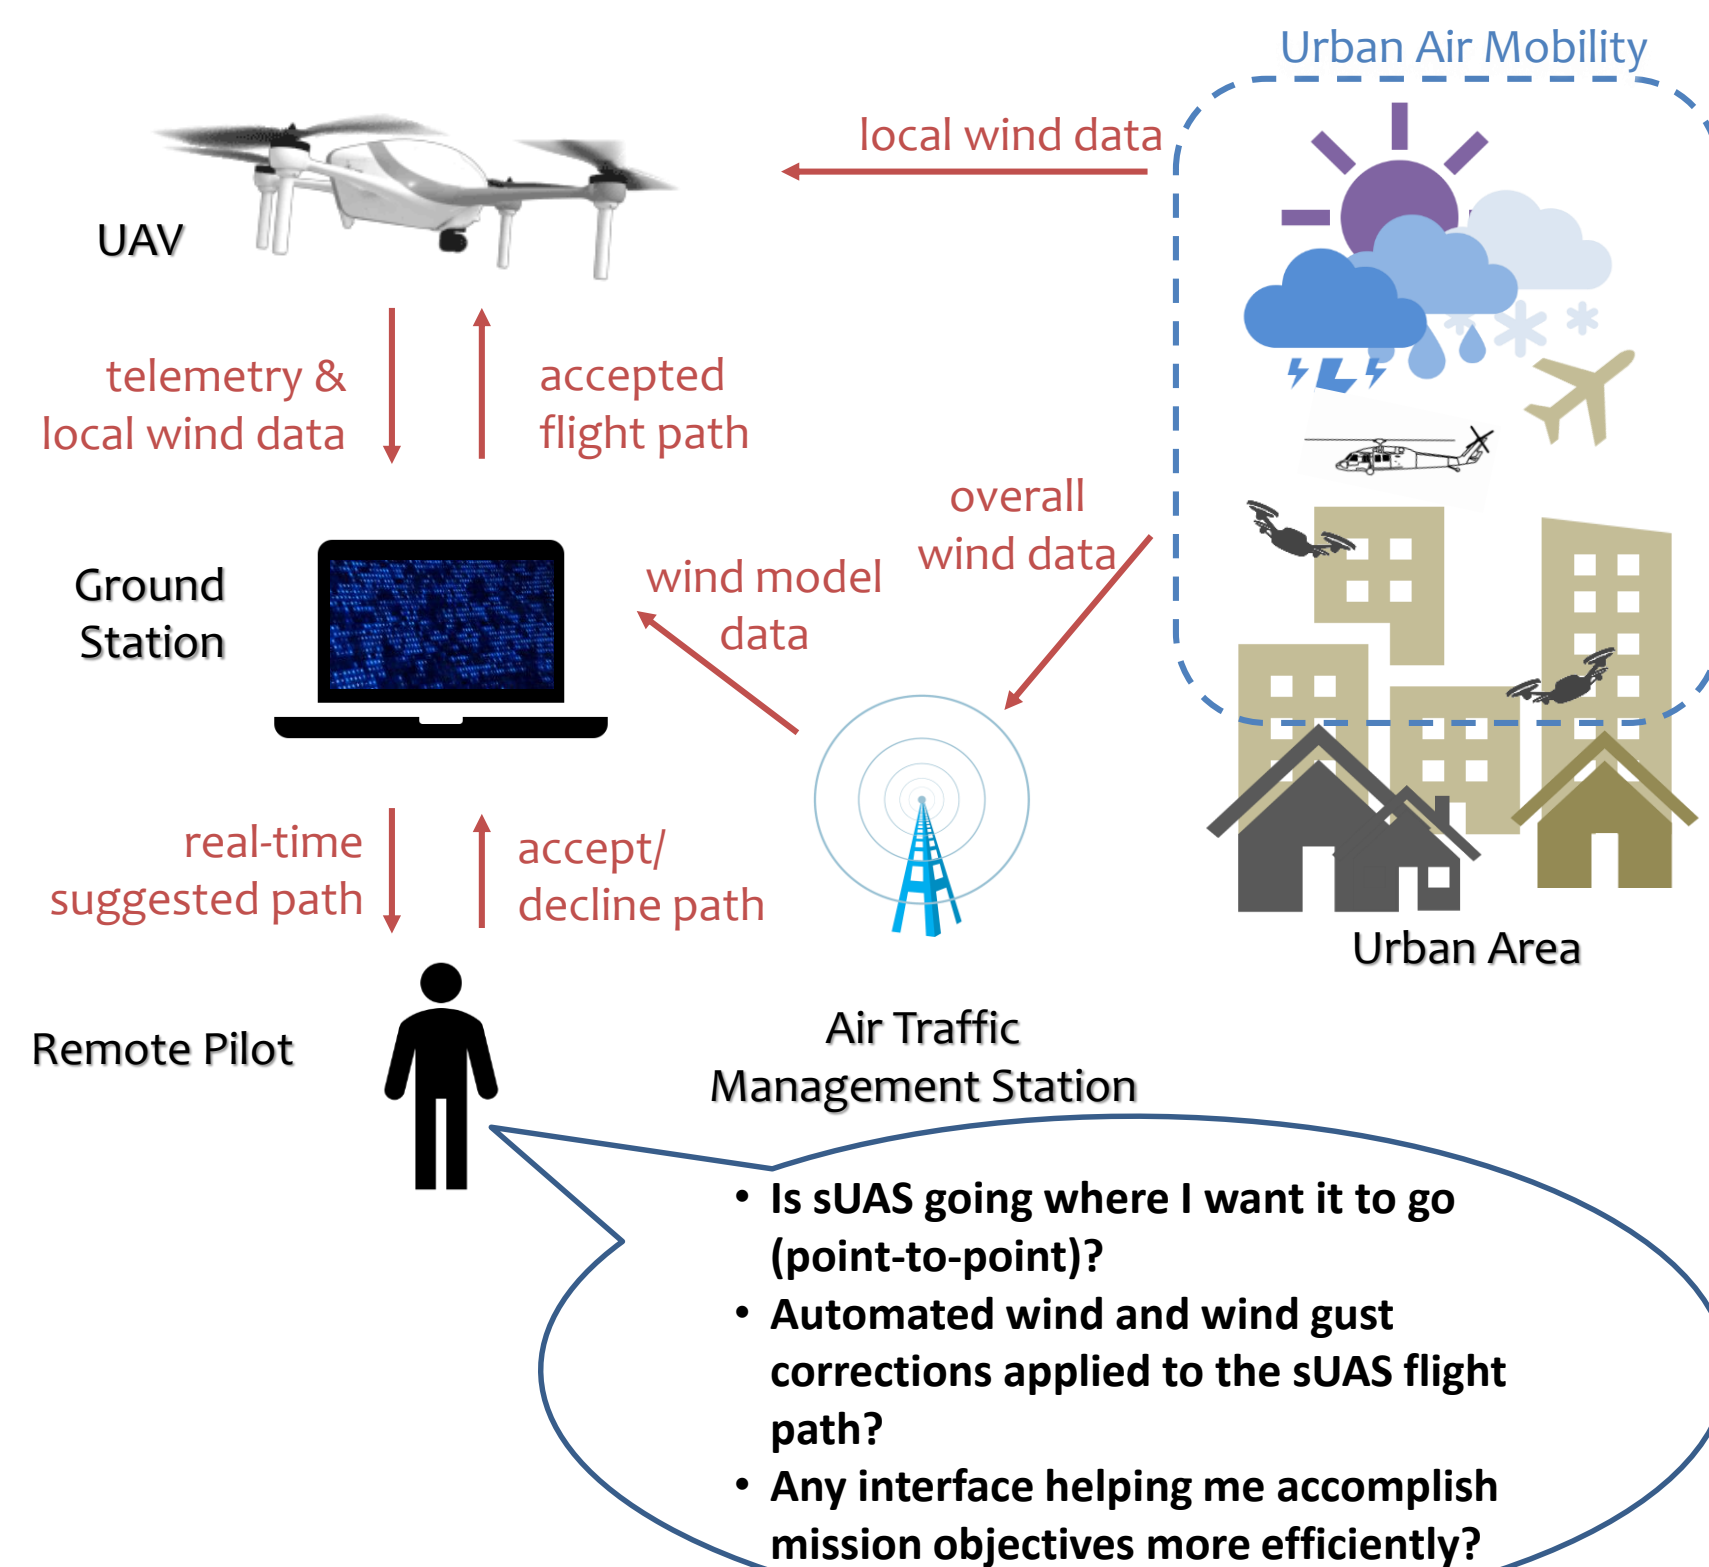 Urban Air Mobility
local wind data
UAV
telemetry &
local wind data
accepted
flight path
overall
wind data
wind model
data
Ground
Station
real-time
suggested path
accept/
decline path
Urban Area
Remote Pilot
Air Traffic
Management Station
• Is sUAS going where I want it to go
(point-to-point)?
• Automated wind and wind gust
corrections applied to the sUAS flight
path?
• Any interface helping me accomplish
mission objectives more efficiently?